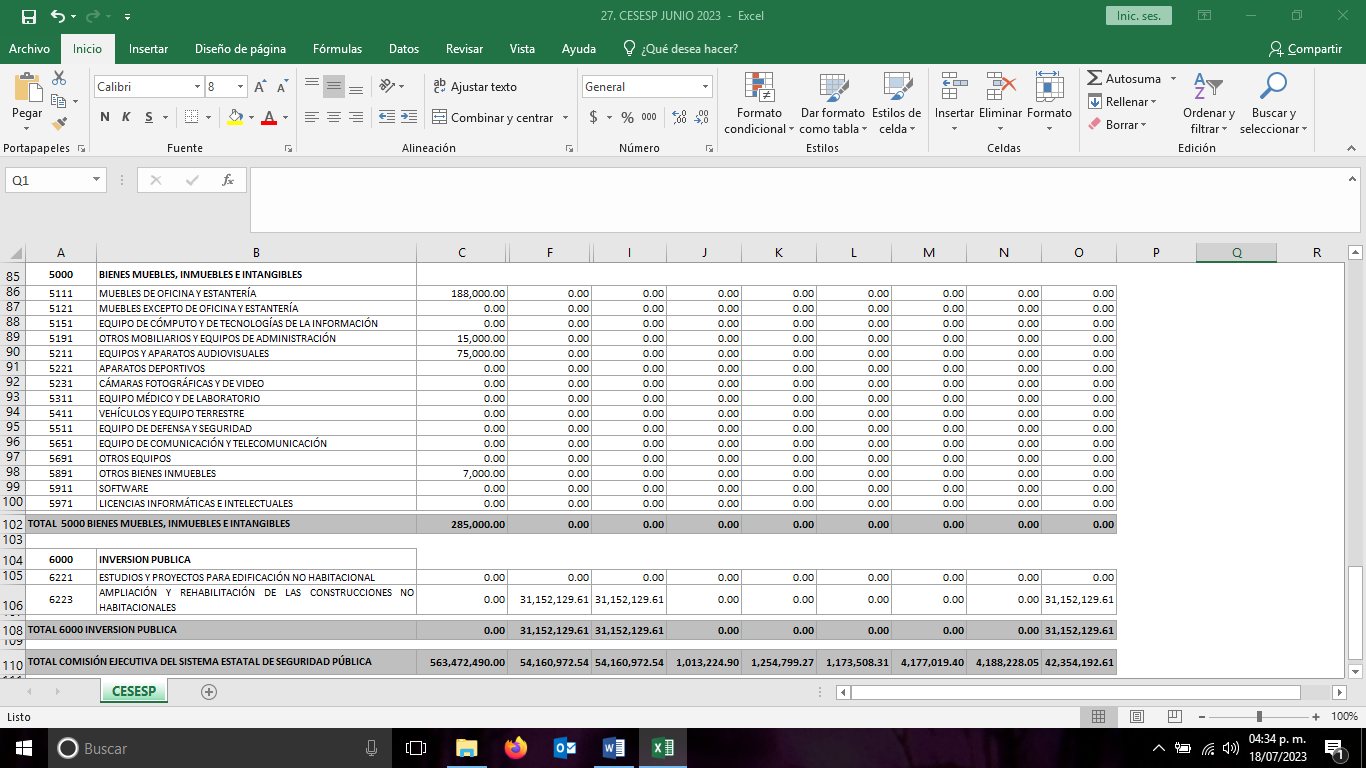 27. CESESP JUNIO 2023 - Excel
Inic. ses.
Archivo Inicio Insertar Diseño de página Fórmulas Datos Revisar Vista Ayuda ¿Qué desea hacer? Compartir
Pegar
Calibri 8
N K S
Ajustar texto
Combinar y centrar
General
$ % 000
Formato condicional
Dar formato como tabla
Estilos de celda
Insertar Eliminar Formato
Autosuma
Rellenar
Borrar
Ordenar y filtrar
Buscar y seleccionar
Portapapeles Fuente Alineación Número Estilos Celdas Edición
Q1 fx
A B C F I J K L M N O P Q R
85 5000 BIENES MUEBLES, INMUEBLES E INTANGIBLES
86 5111 MUEBLES DE OFICINA Y ESTANTERÍA 188,000.00 0.00 0.00 0.00 0.00 0.00 0.00 0.00 0.00
87 5121 MUEBLES EXCEPTO DE OFICINA Y ESTANTERÍA 0.00 0.00 0.00 0.00 0.00 0.00 0.00 0.00 0.00
88 5151 EQUIPO DE CÓMPUTO Y DE TECNOLOGÍAS DE LA INFORMACIÓN 0.00 0.00 0.00 0.00 0.00 0.00 0.00 0.00 0.00
89 5191 OTROS MOBILIARIOS Y EQUIPOS DE ADMINISTRACIÓN 15,000.00 0.00 0.00 0.00 0.00 0.00 0.00 0.00 0.00
90 5211 EQUIPOS Y APARATOS AUDIOVISUALES 75,000.00 0.00 0.00 0.00 0.00 0.00 0.00 0.00 0.00
91 5221 APARATOS DEPORTIVOS 0.00 0.00 0.00 0.00 0.00 0.00 0.00 0.00 0.00
92 5231 CÁMARAS FOTOGRÁFICAS Y DE VIDEO 0.00 0.00 0.00 0.00 0.00 0.00 0.00 0.00 0.00
93 5311 EQUIPO MÉDICO Y DE LABORATORIO 0.00 0.00 0.00 0.00 0.00 0.00 0.00 0.00 0.00
94 5411 VEHÍCULOS Y EQUIPO TERRESTRE 0.00 0.00 0.00 0.00 0.00 0.00 0.00 0.00 0.00
95 5511 EQUIPO DE DEFENSA Y SEGURIDAD 0.00 0.00 0.00 0.00 0.00 0.00 0.00 0.00 0.00
96 5651 EQUIPO DE COMUNICACIÓN Y TELECOMUNICACIÓN 0.00 0.00 0.00 0.00 0.00 0.00 0.00 0.00 0.00
97 5691 OTROS EQUIPOS 0.00 0.00 0.00 0.00 0.00 0.00 0.00 0.00 0.00
98 5891 OTROS BIENES INMUEBLES 7,000.00 0.00 0.00 0.00 0.00 0.00 0.00 0.00 0.00
99 5911 SOFTWARE 0.00 0.00 0.00 0.00 0.00 0.00 0.00 0.00 0.00
100 5971 LICENCIAS INFORMÁTICAS E INTELECTUALES 0.00 0.00 0.00 0.00 0.00 0.00 0.00 0.00 0.00
102 TOTAL 5000 BIENES MUEBLES, INMUEBLES E INTANGIBLES 285,000.00 0.00 0.00 0.00 0.00 0.00 0.00 0.00 0.00
103
104 6000 INVERSION PUBLICA
105 6221 ESTUDIOS Y PROYECTOS PARA EDIFICACIÓN NO HABITACIONAL 0.00 0.00 0.00 0.00 0.00 0.00 0.00 0.00 0.00
106 6223 AMPLIACIÓN Y REHABILITACIÓN DE LAS CONSTRUCCIONES NO
HABITACIONALES 0.00 31,152,129.61 31,152,129.61 0.00 0.00 0.00 0.00 0.00 31,152,129.61
108 TOTAL 6000 INVERSION PUBLICA 0.00 31,152,129.61 31,152,129.61 0.00 0.00 0.00 0.00 0.00 31,152,129.61
109
110 TOTAL COMISIÓN EJECUTIVA DEL SISTEMA ESTATAL DE SEGURIDAD PÚBLICA 563,472,490.00 54,160,972.54 54,160,972.54 1,013,224.90 1,254,799.27 1,173,508.31 4,177,019.40 4,188,228.05 42,354,192.61
CESESP
Listo 100%
Buscar
04:34 p. m.
18/07/2023
1